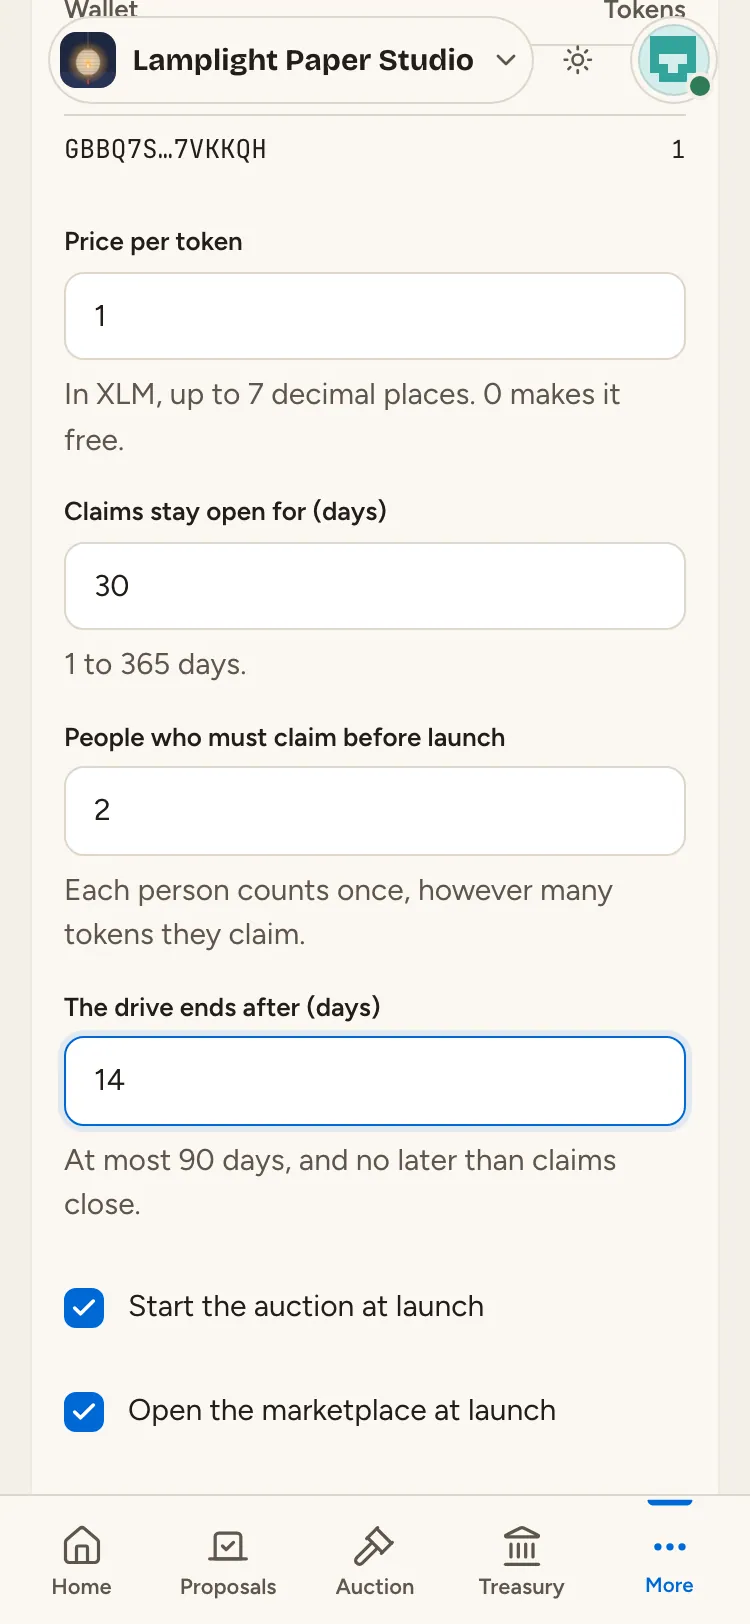 Wallet Tokens
Lamplight Paper Studio
GBBQ7S…7VKKQH 1
Price per token
1
In XLM, up to 7 decimal places. 0 makes it
free.
Claims stay open for (days)
30
1 to 365 days.
People who must claim before launch
2
Each person counts once, however many
tokens they claim.
The drive ends after (days)
14
At most 90 days, and no later than claims
close.
Start the auction at launch
Open the marketplace at launch
Home Proposals Auction Treasury More